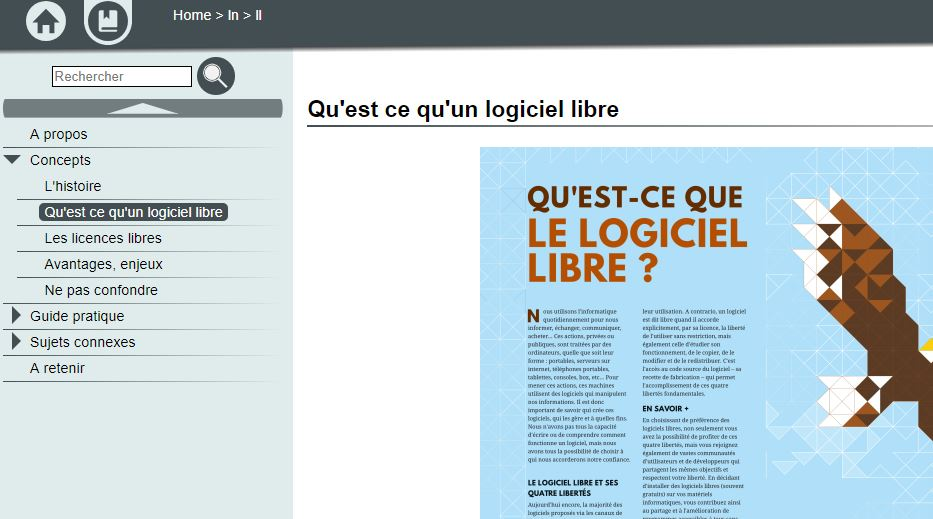 Home > In > Il
Rechercher
A propos
Concepts
L'histoire
Qu'est ce qu'un logiciel libre
Les licences libres
Avantages, enjeux
Ne pas confondre
Guide pratique
Sujets connexes
A retenir
Qu'est ce qu'un logiciel libre
QU'EST-CE QUE
LE LOGICIEL
LIBRE ?
Nous utilisons l'informatique
quotidiennement pour nous
informer, échanger, communiquer,
acheter... Ces actions, privées ou
publiques, sont traitées par des
ordinateurs, quelle que soit leur
forme : portables, serveurs sur
internet, téléphones portables,
tablettes, consoles, box, etc... Pour
mener ces actions, ces machines
utilisent des logiciels qui manipulent
nos informations. Il est donc
important de savoir qui crée ces
logiciels, qui les gère et à quelles fins.
Nous n'avons pas tous la capacité
d'écrire ou de comprendre comment
fonctionne un logiciel, mais nous
avons tous la possibilité de choisir à
qui nous accorderons notre confiance.
LE LOGICIEL LIBRE ET SES
QUATRE LIBERTÉS
Aujourd'hui encore, la majorité des
logiciels proposés via les canaux de
leur utilisation. A contrario, un logiciel
est dit libre quand il accorde
explicitement, par sa licence, la liberté
de l'utiliser sans restriction, mais
également celle d'étudier son
fonctionnement, de le copier, de le
modifier et de le redistribuer. C'est
l'accès au code source du logiciel – sa
recette de fabrication – qui permet
l'accomplissement de ces quatre
libertés fondamentales.
EN SAVOIR +
En choisissant de préférence des
logiciels libres, non seulement vous
avez la possibilité de profiter de ces
quatre libertés, mais vous rejoignez
également de vastes communautés
d'utilisateurs et de développeurs qui
partagent les mêmes objectifs et
respectent votre liberté. En décidant
d'installer des logiciels libres (souvent
gratuits) sur vos matériels
informatiques, vous contribuez ainsi
au partage et à l'amélioration de